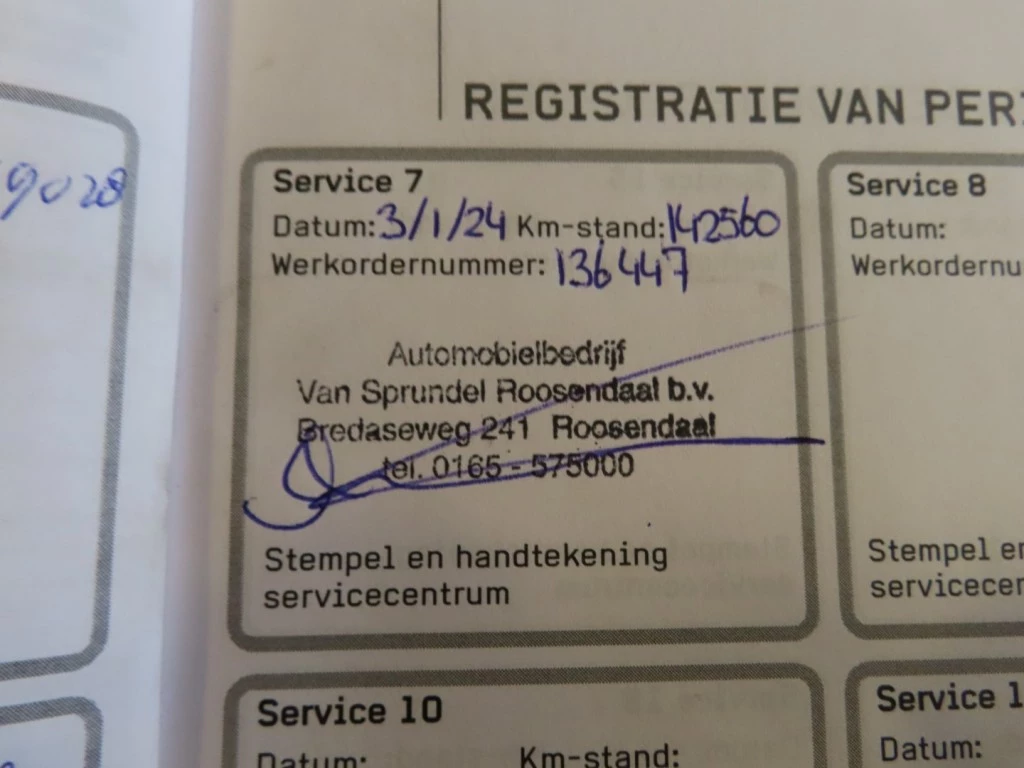 9028
REGISTRATIE VAN PER
Service 7
Datum: 3/1/24 Km-stand: 142560
Werkordernummer: 136447
Automobielbedrijf
Van Sprundel Roosendaal b.v.
Bredaseweg 241 Roosendaal
tel. 0165 - 575000
Stempel en handtekening
servicecentrum
Service 8
Datum:
Werkordernu
Stempel en
servicecen
Service 10
Datum: Km-stand:
Service 1
Datum: